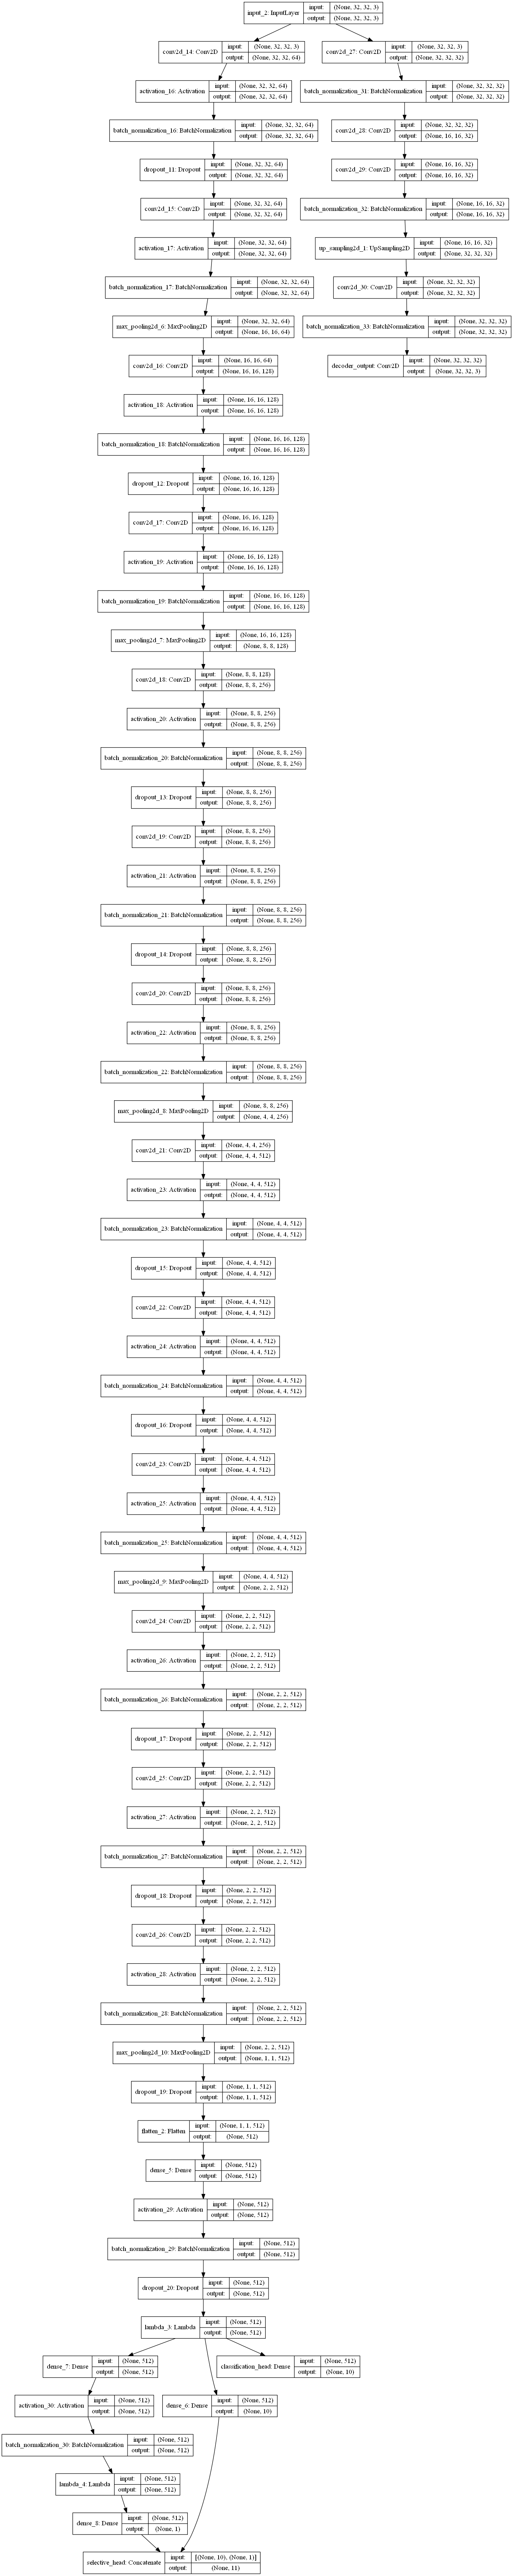 input_2: InputLayer input: (None, 32, 32, 3)
output: (None, 32, 32, 3)
conv2d_14: Conv2D input: (None, 32, 32, 3)
output: (None, 32, 32, 64)
conv2d_27: Conv2D input: (None, 32, 32, 3)
output: (None, 32, 32, 32)
activation_16: Activation input: (None, 32, 32, 64)
output: (None, 32, 32, 64)
batch_normalization_31: BatchNormalization input: (None, 32, 32, 32)
output: (None, 32, 32, 32)
batch_normalization_16: BatchNormalization input: (None, 32, 32, 64)
output: (None, 32, 32, 64)
conv2d_28: Conv2D input: (None, 32, 32, 32)
output: (None, 16, 16, 32)
dropout_11: Dropout input: (None, 32, 32, 64)
output: (None, 32, 32, 64)
conv2d_29: Conv2D input: (None, 16, 16, 32)
output: (None, 16, 16, 32)
conv2d_15: Conv2D input: (None, 32, 32, 64)
output: (None, 32, 32, 64)
batch_normalization_32: BatchNormalization input: (None, 16, 16, 32)
output: (None, 16, 16, 32)
activation_17: Activation input: (None, 32, 32, 64)
output: (None, 32, 32, 64)
up_sampling2d_1: UpSampling2D input: (None, 16, 16, 32)
output: (None, 32, 32, 32)
batch_normalization_17: BatchNormalization input: (None, 32, 32, 64)
output: (None, 32, 32, 64)
conv2d_30: Conv2D input: (None, 32, 32, 32)
output: (None, 32, 32, 32)
max_pooling2d_6: MaxPooling2D input: (None, 32, 32, 64)
output: (None, 16, 16, 64)
batch_normalization_33: BatchNormalization input: (None, 32, 32, 32)
output: (None, 32, 32, 32)
conv2d_16: Conv2D input: (None, 16, 16, 64)
output: (None, 16, 16, 128)
decoder_output: Conv2D input: (None, 32, 32, 32)
output: (None, 32, 32, 3)
activation_18: Activation input: (None, 16, 16, 128)
output: (None, 16, 16, 128)
batch_normalization_18: BatchNormalization input: (None, 16, 16, 128)
output: (None, 16, 16, 128)
dropout_12: Dropout input: (None, 16, 16, 128)
output: (None, 16, 16, 128)
conv2d_17: Conv2D input: (None, 16, 16, 128)
output: (None, 16, 16, 128)
activation_19: Activation input: (None, 16, 16, 128)
output: (None, 16, 16, 128)
batch_normalization_19: BatchNormalization input: (None, 16, 16, 128)
output: (None, 16, 16, 128)
max_pooling2d_7: MaxPooling2D input: (None, 16, 16, 128)
output: (None, 8, 8, 128)
conv2d_18: Conv2D input: (None, 8, 8, 128)
output: (None, 8, 8, 256)
activation_20: Activation input: (None, 8, 8, 256)
output: (None, 8, 8, 256)
batch_normalization_20: BatchNormalization input: (None, 8, 8, 256)
output: (None, 8, 8, 256)
dropout_13: Dropout input: (None, 8, 8, 256)
output: (None, 8, 8, 256)
conv2d_19: Conv2D input: (None, 8, 8, 256)
output: (None, 8, 8, 256)
activation_21: Activation input: (None, 8, 8, 256)
output: (None, 8, 8, 256)
batch_normalization_21: BatchNormalization input: (None, 8, 8, 256)
output: (None, 8, 8, 256)
dropout_14: Dropout input: (None, 8, 8, 256)
output: (None, 8, 8, 256)
conv2d_20: Conv2D input: (None, 8, 8, 256)
output: (None, 8, 8, 256)
activation_22: Activation input: (None, 8, 8, 256)
output: (None, 8, 8, 256)
batch_normalization_22: BatchNormalization input: (None, 8, 8, 256)
output: (None, 8, 8, 256)
max_pooling2d_8: MaxPooling2D input: (None, 8, 8, 256)
output: (None, 4, 4, 256)
conv2d_21: Conv2D input: (None, 4, 4, 256)
output: (None, 4, 4, 512)
activation_23: Activation input: (None, 4, 4, 512)
output: (None, 4, 4, 512)
batch_normalization_23: BatchNormalization input: (None, 4, 4, 512)
output: (None, 4, 4, 512)
dropout_15: Dropout input: (None, 4, 4, 512)
output: (None, 4, 4, 512)
conv2d_22: Conv2D input: (None, 4, 4, 512)
output: (None, 4, 4, 512)
activation_24: Activation input: (None, 4, 4, 512)
output: (None, 4, 4, 512)
batch_normalization_24: BatchNormalization input: (None, 4, 4, 512)
output: (None, 4, 4, 512)
dropout_16: Dropout input: (None, 4, 4, 512)
output: (None, 4, 4, 512)
conv2d_23: Conv2D input: (None, 4, 4, 512)
output: (None, 4, 4, 512)
activation_25: Activation input: (None, 4, 4, 512)
output: (None, 4, 4, 512)
batch_normalization_25: BatchNormalization input: (None, 4, 4, 512)
output: (None, 4, 4, 512)
max_pooling2d_9: MaxPooling2D input: (None, 4, 4, 512)
output: (None, 2, 2, 512)
conv2d_24: Conv2D input: (None, 2, 2, 512)
output: (None, 2, 2, 512)
activation_26: Activation input: (None, 2, 2, 512)
output: (None, 2, 2, 512)
batch_normalization_26: BatchNormalization input: (None, 2, 2, 512)
output: (None, 2, 2, 512)
dropout_17: Dropout input: (None, 2, 2, 512)
output: (None, 2, 2, 512)
conv2d_25: Conv2D input: (None, 2, 2, 512)
output: (None, 2, 2, 512)
activation_27: Activation input: (None, 2, 2, 512)
output: (None, 2, 2, 512)
batch_normalization_27: BatchNormalization input: (None, 2, 2, 512)
output: (None, 2, 2, 512)
dropout_18: Dropout input: (None, 2, 2, 512)
output: (None, 2, 2, 512)
conv2d_26: Conv2D input: (None, 2, 2, 512)
output: (None, 2, 2, 512)
activation_28: Activation input: (None, 2, 2, 512)
output: (None, 2, 2, 512)
batch_normalization_28: BatchNormalization input: (None, 2, 2, 512)
output: (None, 2, 2, 512)
max_pooling2d_10: MaxPooling2D input: (None, 2, 2, 512)
output: (None, 1, 1, 512)
dropout_19: Dropout input: (None, 1, 1, 512)
output: (None, 1, 1, 512)
flatten_2: Flatten input: (None, 1, 1, 512)
output: (None, 512)
dense_5: Dense input: (None, 512)
output: (None, 512)
activation_29: Activation input: (None, 512)
output: (None, 512)
batch_normalization_29: BatchNormalization input: (None, 512)
output: (None, 512)
dropout_20: Dropout input: (None, 512)
output: (None, 512)
lambda_3: Lambda input: (None, 512)
output: (None, 512)
dense_7: Dense input: (None, 512)
output: (None, 512)
classification_head: Dense input: (None, 512)
output: (None, 10)
activation_30: Activation input: (None, 512)
output: (None, 512)
dense_6: Dense input: (None, 512)
output: (None, 10)
batch_normalization_30: BatchNormalization input: (None, 512)
output: (None, 512)
lambda_4: Lambda input: (None, 512)
output: (None, 512)
dense_8: Dense input: (None, 512)
output: (None, 1)
selective_head: Concatenate input: [(None, 10), (None, 1)]
output: (None, 11)